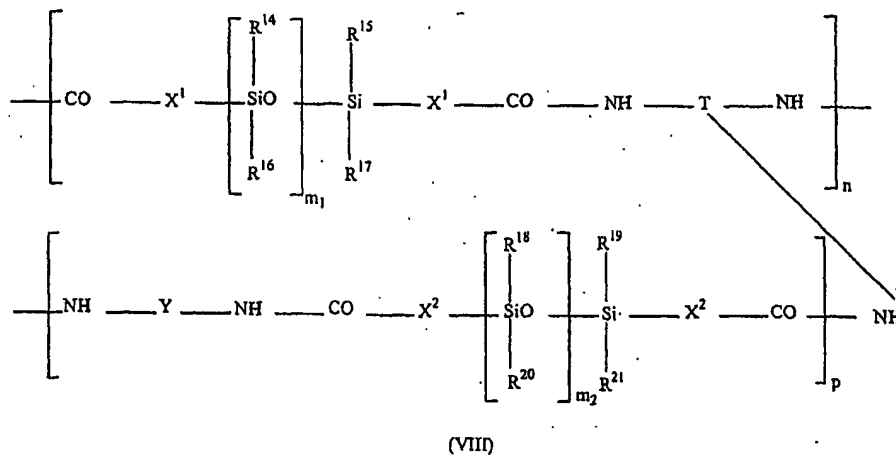 R¹⁴ R¹⁵
CO X¹ SiO Si X¹ CO NH T NH
R¹⁶ R¹⁷
m₁ n
R¹⁸ R¹⁹
NH Y NH CO X² SiO Si X² CO NH
R²⁰ R²¹
m₂ p
(VIII)